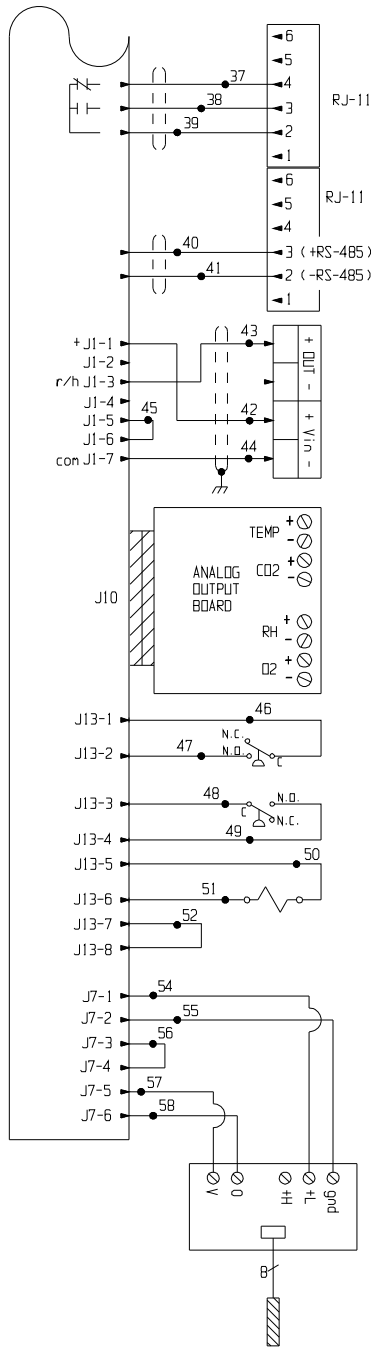 6
5
37
4
RJ-11
38
3
39
2
1
6
RJ-11
5
4
40
3 (+RS-485)
41
2 (-RS-485)
1
43
+J1-1
+ OUT -
J1-2
r/h J1-3
J1-4
45
J1-5
42
+ Vin -
J1-6
44
com J1-7
TEMP + -
CO2 + -
ANALOG
OUTPUT
BOARD
J10
RH + -
O2 + -
46
J13-1
N.C.
47
J13-2
N.O.
C
48
J13-3
N.O.
C
N.C.
49
J13-4
50
J13-5
51
J13-6
52
J13-7
J13-8
54
J7-1
55
J7-2
56
J7-3
J7-4
57
J7-5
58
J7-6
V
0
+H
+L
gnd
8